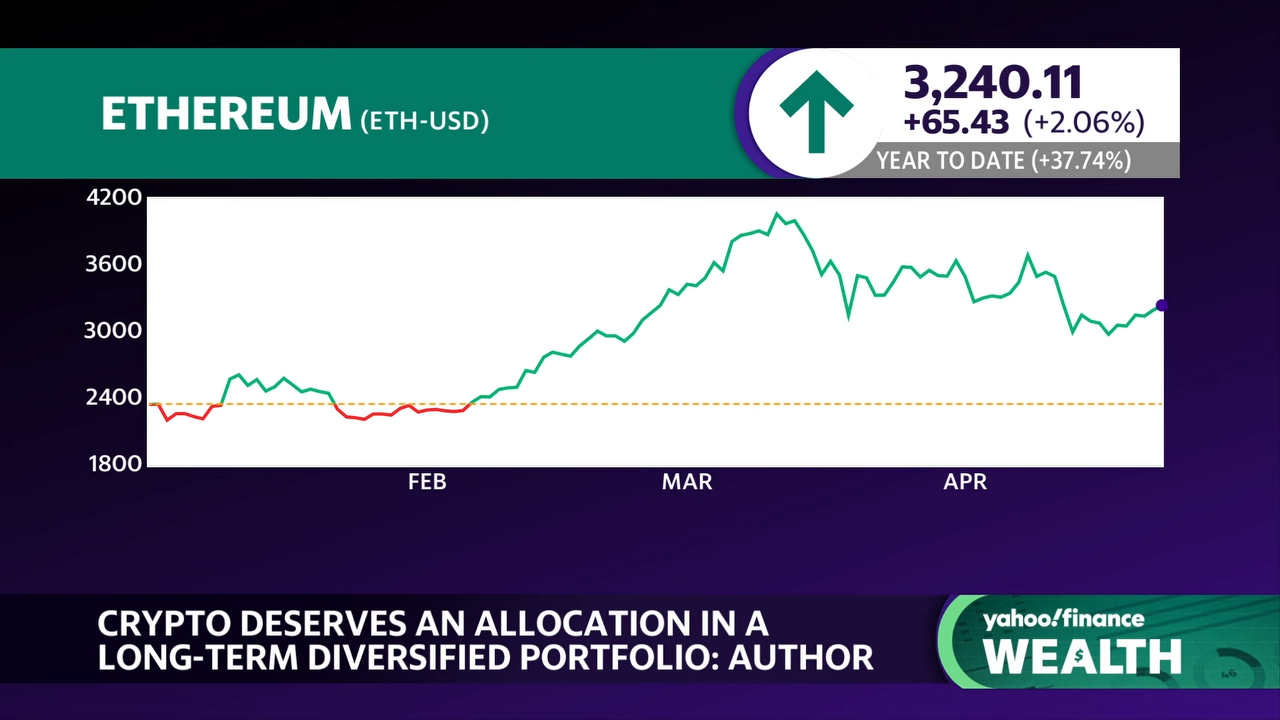 ETHEREUM (ETH-USD)
3,240.11
+65.43 (+2.06%)
YEAR TO DATE (+37.74%)
4200
3600
3000
2400
1800
FEB MAR APR
CRYPTO DESERVES AN ALLOCATION IN A
LONG-TERM DIVERSIFIED PORTFOLIO: AUTHOR
yahoo!finance
WEALTH
$
46